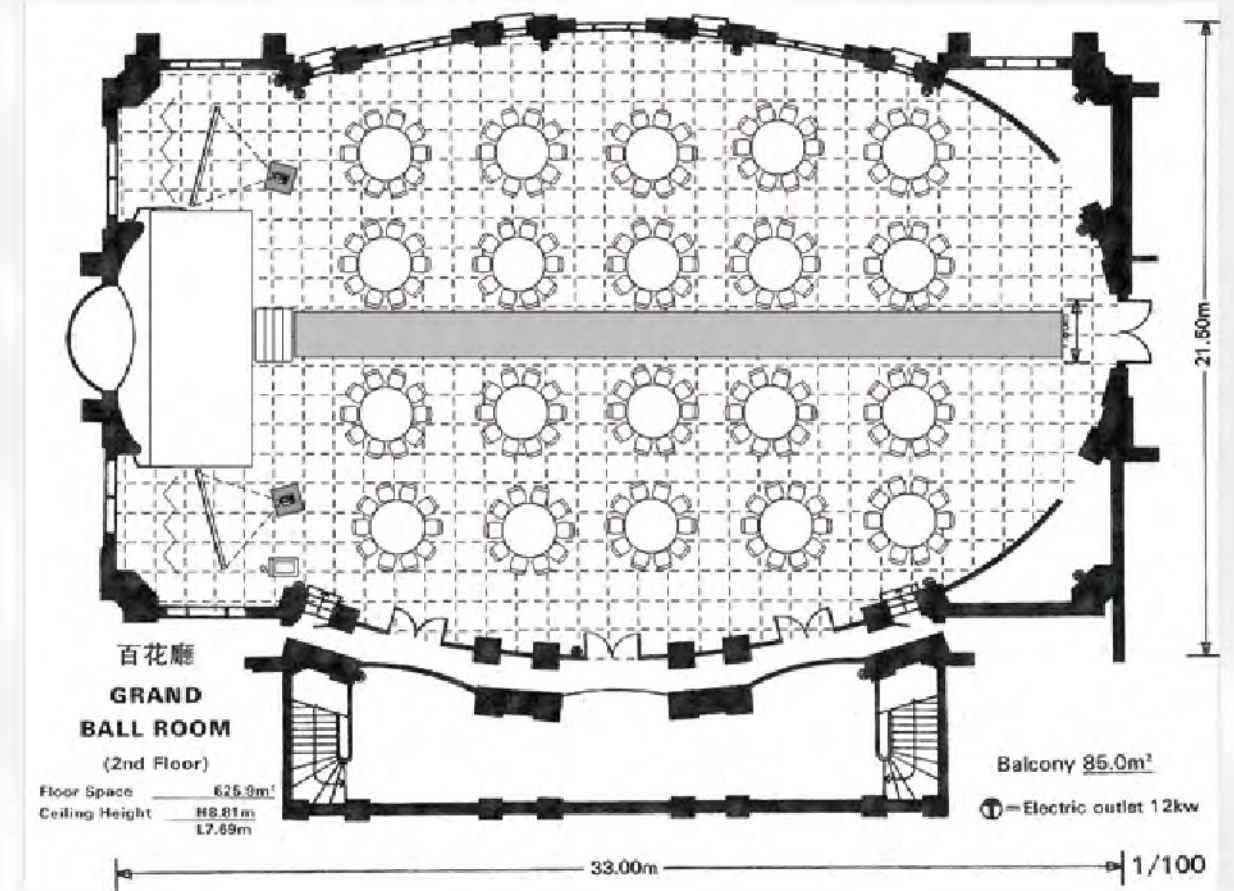 21.50m
百花廳
GRAND
BALL ROOM
(2nd Floor)
Floor Space 625.9m²
Ceiling Height H8.81m
L7.69m
Balcony 85.0m²
=Electric outlet 12kw
33.00m
1/100